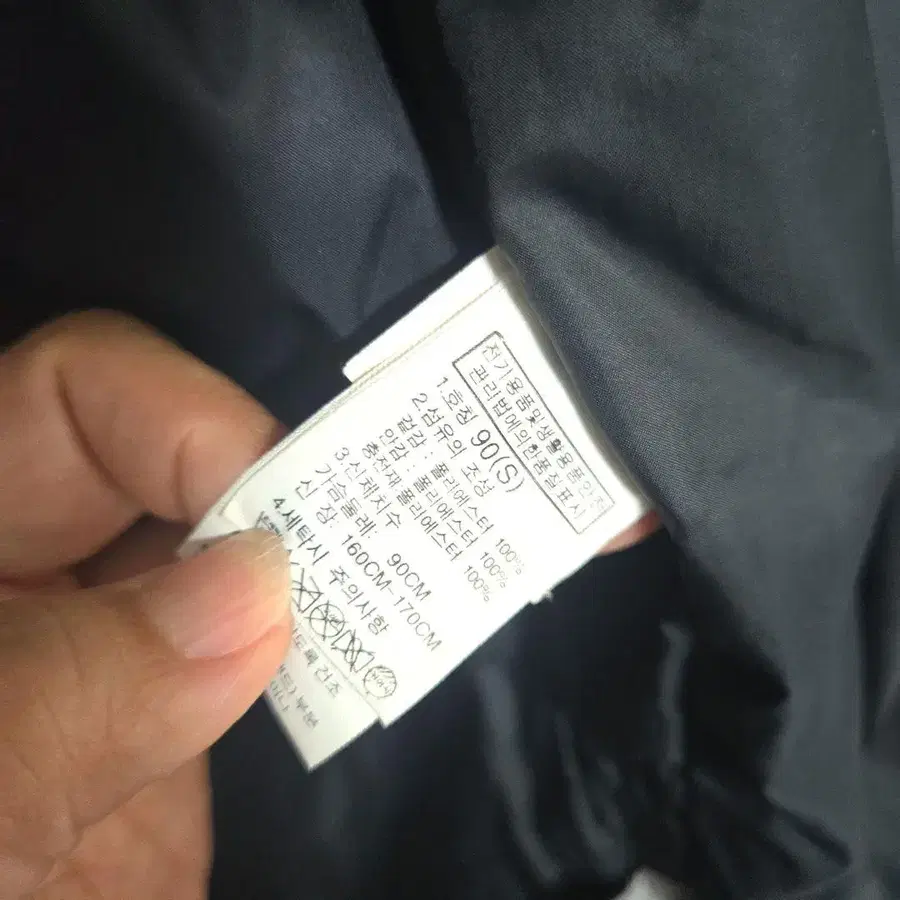 전기용품및생활용품안전
관리법에의한품질표시
1.호칭 90(S)
2.섬유의 조성
겉감 : 폴리에스터 100%
안감 : 폴리에스터 100%
충전재 폴리에스터 100%
3.신체치수
가슴둘레: 90CM
신 장: 160CM-170CM
4.세탁시 주의사항
건조
부분